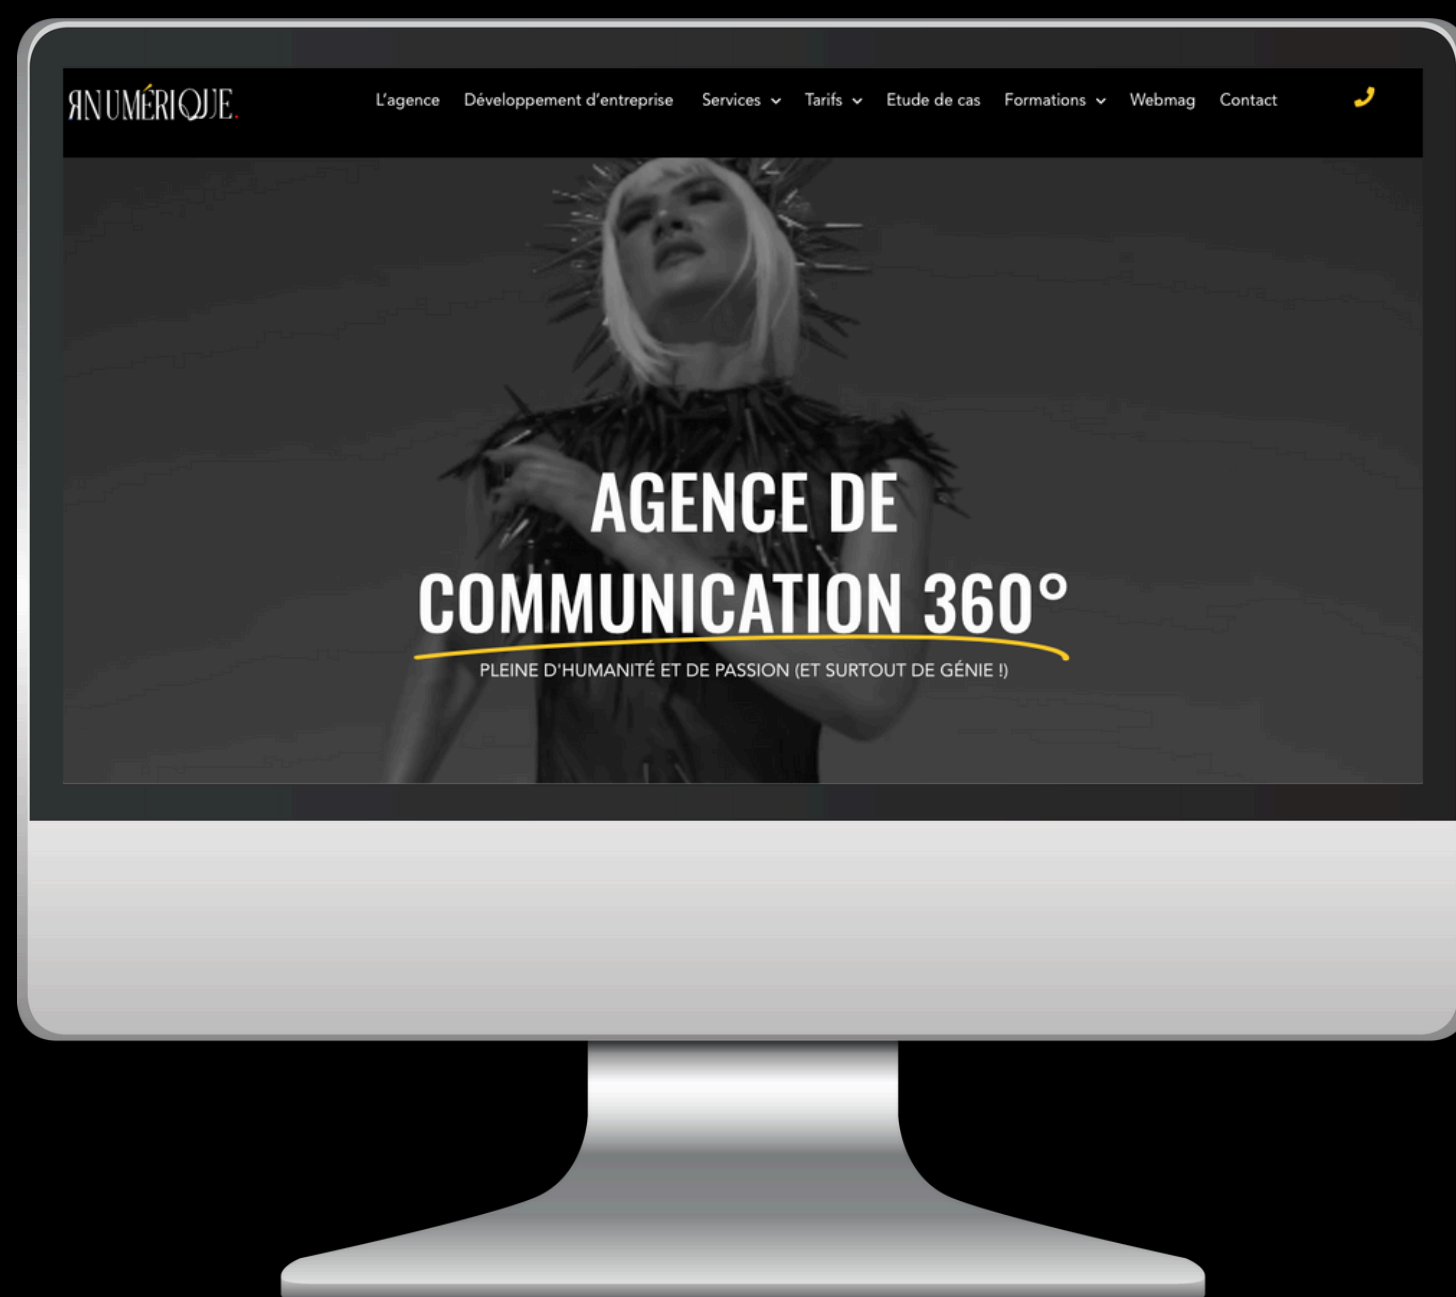 ЯNUMÉRIQUE.
L'agence Développement d'entreprise Services Tarifs Etude de cas Formations Webmag Contact
AGENCE DE
COMMUNICATION 360°
PLEINE D'HUMANITÉ ET DE PASSION (ET SURTOUT DE GÉNIE !)